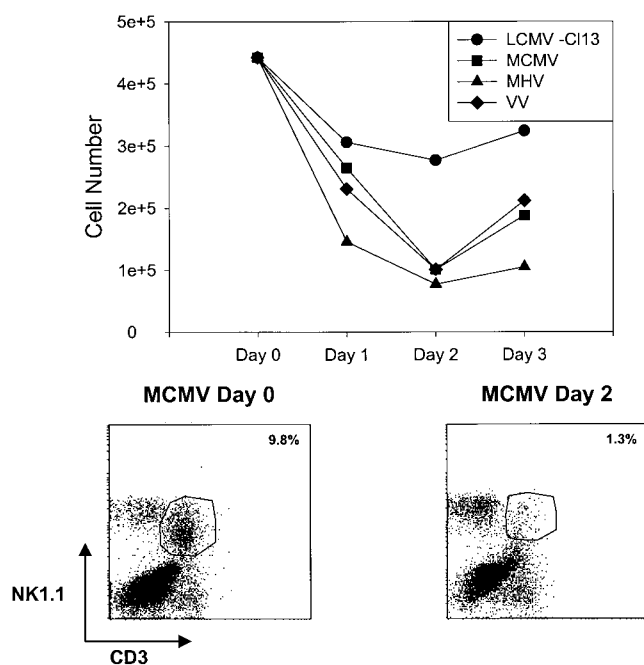 5e+5
4e+5
3e+5
2e+5
1e+5
0
Cell Number
LCMV -Cl13
MCMV
MHV
VV
Day 0 Day 1 Day 2 Day 3
MCMV Day 0 MCMV Day 2
9.8% 1.3%
NK1.1
CD3